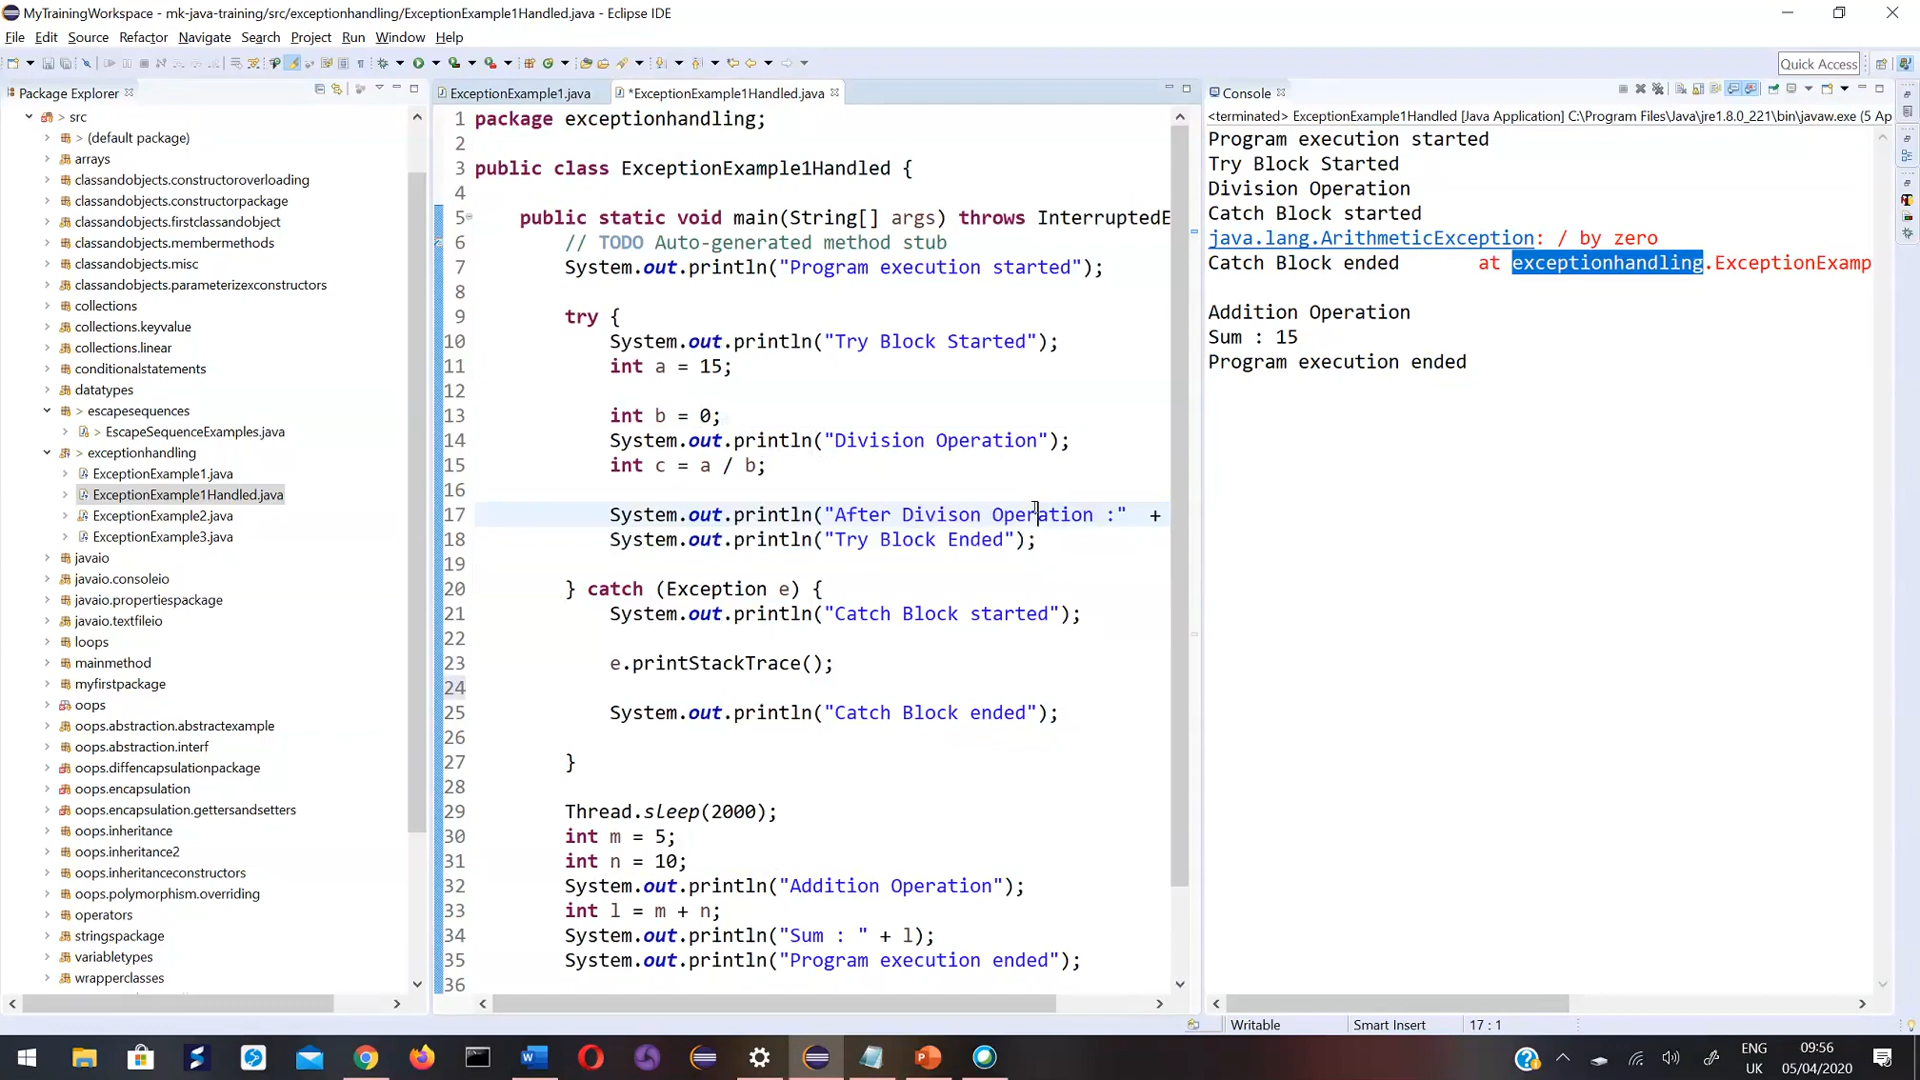 MyTrainingWorkspace - mk-java-training/src/exceptionhandling/ExceptionExample1Handled.java - Eclipse IDE
File Edit Source Refactor Navigate Search Project Run Window Help
Quick Access
Package Explorer
> src
> (default package)
arrays
classandobjects.constructoroverloading
classandobjects.constructorpackage
classandobjects.firstclassandobject
classandobjects.membermethods
classandobjects.misc
classandobjects.parameterizexconstructors
collections
collections.keyvalue
collections.linear
conditionalstatements
datatypes
> escapesequences
> EscapeSequenceExamples.java
> exceptionhandling
ExceptionExample1.java
ExceptionExample1Handled.java
ExceptionExample2.java
ExceptionExample3.java
javaio
javaio.consoleio
javaio.propertiespackage
javaio.textfileio
loops
mainmethod
myfirstpackage
oops
oops.abstraction.abstractexample
oops.abstraction.interf
oops.diffencapsulationpackage
oops.encapsulation
oops.encapsulation.gettersandsetters
oops.inheritance
oops.inheritance2
oops.inheritanceconstructors
oops.polymorphism.overriding
operators
stringspackage
variabletypes
wrapperclasses
ExceptionExample1.java *ExceptionExample1Handled.java
1 package exceptionhandling;
2
3 public class ExceptionExample1Handled {
4
5 public static void main(String[] args) throws InterruptedE
6 // TODO Auto-generated method stub
7 System.out.println("Program execution started");
8
9 try {
10 System.out.println("Try Block Started");
11 int a = 15;
12
13 int b = 0;
14 System.out.println("Division Operation");
15 int c = a / b;
16
17 System.out.println("After Divison Operation :" +
18 System.out.println("Try Block Ended");
19
20 } catch (Exception e) {
21 System.out.println("Catch Block started");
22
23 e.printStackTrace();
24
25 System.out.println("Catch Block ended");
26
27 }
28
29 Thread.sleep(2000);
30 int m = 5;
31 int n = 10;
32 System.out.println("Addition Operation");
33 int l = m + n;
34 System.out.println("Sum : " + l);
35 System.out.println("Program execution ended");
36
Console
<terminated> ExceptionExample1Handled [Java Application] C:\Program Files\Java\jre1.8.0_221\bin\javaw.exe (5 Ap
Program execution started
Try Block Started
Division Operation
Catch Block started
java.lang.ArithmeticException: / by zero
Catch Block ended at exceptionhandling.ExceptionExamp
Addition Operation
Sum : 15
Program execution ended
Writable Smart Insert 17 : 1
ENG
UK
09:56
05/04/2020